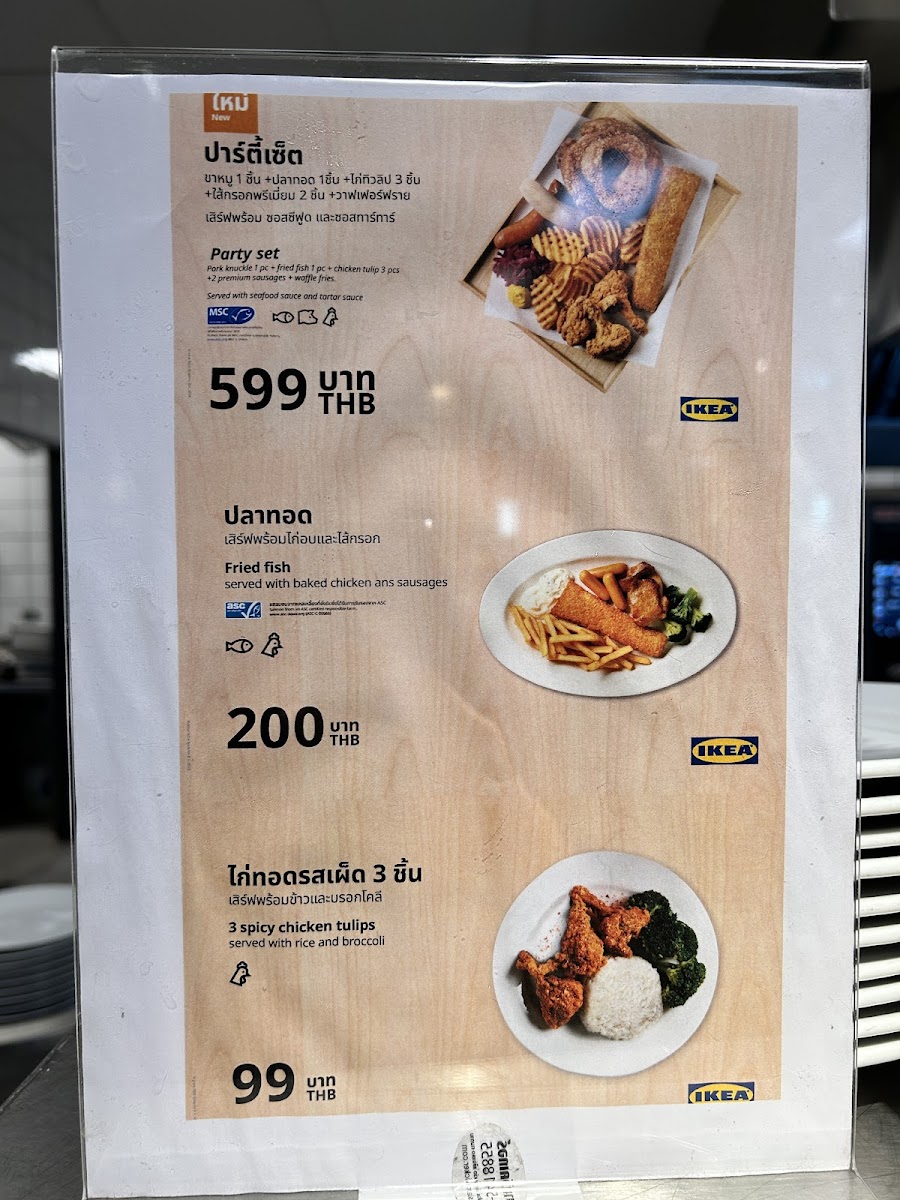 ใหม่
New
ปาร์ตี้เซ็ต
ขาหมู 1 ชิ้น +ปลาทอด 1ชิ้น +ไก่ทิวลิป 3 ชิ้น
+ไส้กรอกพรีเมี่ยม 2 ชิ้น +วาฟเฟอร์ฟราย
เสิร์ฟพร้อม ซอสซีฟูด และซอสทาร์ทาร์
Party set
Pork knuckle 1 pc + fried fish 1 pc + chicken tulip 3 pcs
+2 premium sausages + waffle fries.
Served with seafood sauce and tartar sauce
MSC
599 บาท
THB
IKEA
ปลาทอด
เสิร์ฟพร้อมไก่อบและไส้กรอก
Fried fish
served with baked chicken ans sausages
asc
200 บาท
THB
IKEA
ไก่ทอดรสเผ็ด 3 ชิ้น
เสิร์ฟพร้อมข้าวและบรอกโคลี
3 spicy chicken tulips
served with rice and broccoli
99 บาท
THB
IKEA